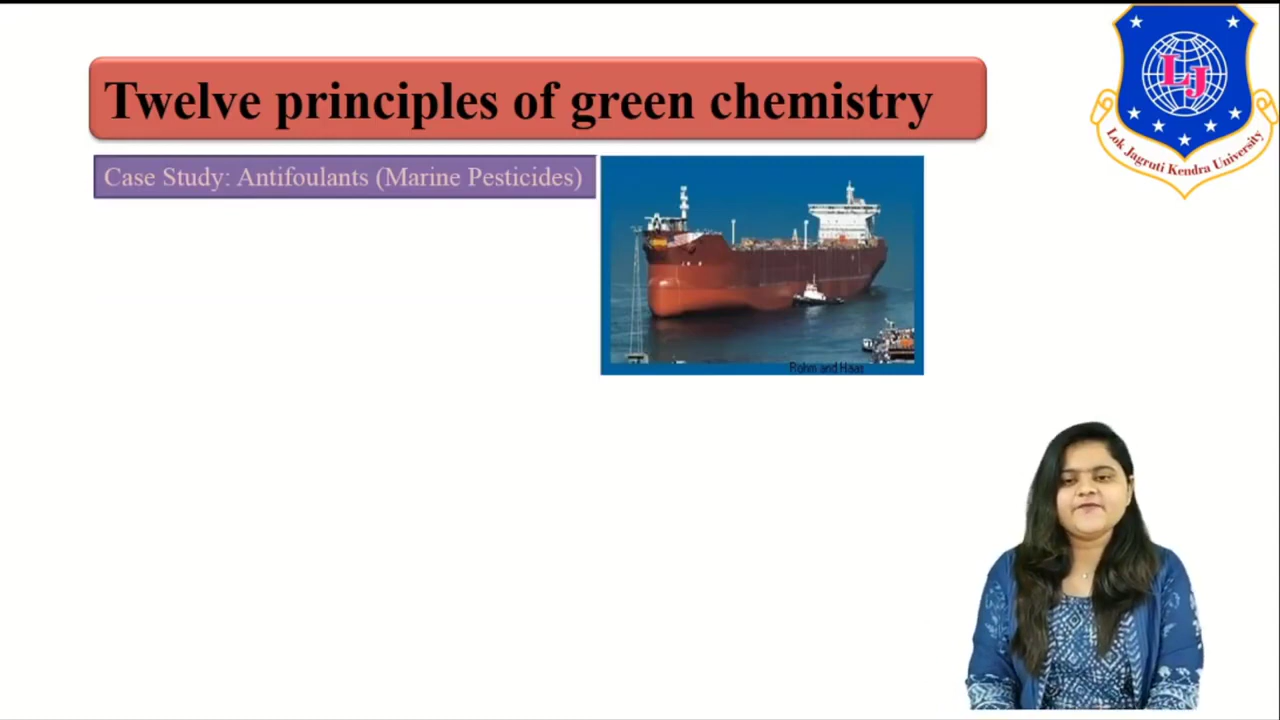 Twelve principles of green chemistry
Case Study: Antifoulants (Marine Pesticides)
Rohm and Haas
LJ
Lok Jagruti Kendra University